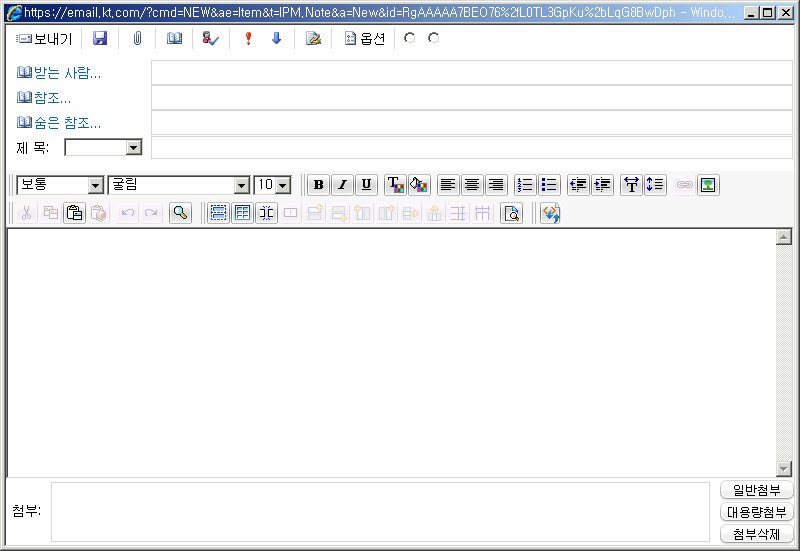 https://email.kt.com/?cmd=NEW&ae=Item&t=IPM.Note&a=New&id=RgAAAAA7BEO76%2fL0TL3GpKu%2bLqG8BwDph - Windo...
보내기 옵션
받는 사람...
참조...
숨은 참조...
제 목:
보통 굴림 10 B I U T T
첨부:
일반첨부
대용량첨부
첨부삭제